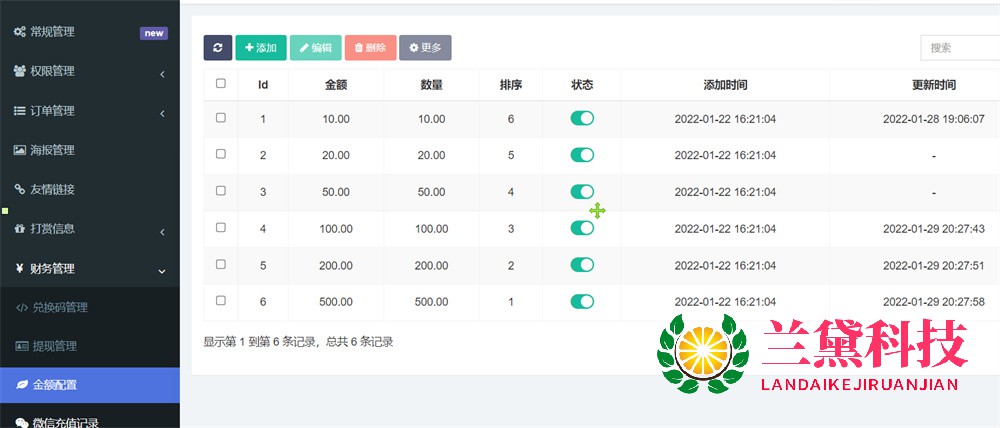 常规管理 new
权限管理
订单管理
海报管理
友情链接
打赏信息
财务管理
兑换码管理
提现管理
金额配置
微信充值记录
添加 编辑 删除 更多 搜索
Id 金额 数量 排序 状态 添加时间 更新时间
1 10.00 10.00 6 2022-01-22 16:21:04 2022-01-28 19:06:07
2 20.00 20.00 5 2022-01-22 16:21:04 -
3 50.00 50.00 4 2022-01-22 16:21:04 -
4 100.00 100.00 3 2022-01-22 16:21:04 2022-01-29 20:27:43
5 200.00 200.00 2 2022-01-22 16:21:04 2022-01-29 20:27:51
6 500.00 500.00 1 2022-01-22 16:21:04 2022-01-29 20:27:58
显示第 1 到第 6 条记录，总共 6 条记录
兰黛科技
LANDAIKEJIRUANJIAN